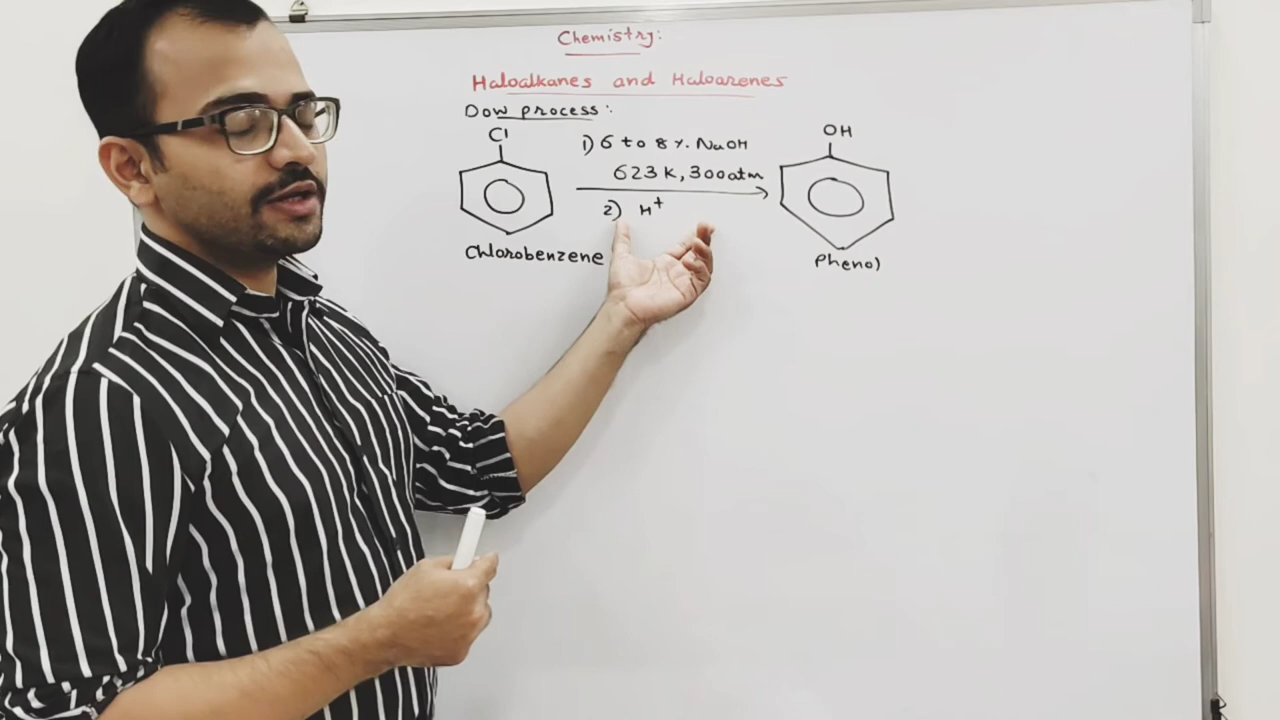 Chemistry:
Haloalkanes and Haloarenes
Dow process:
Cl
1) 6 to 8 %. NaOH
OH
623 K, 300 atm
2) H+
Chlorobenzene
Phenol